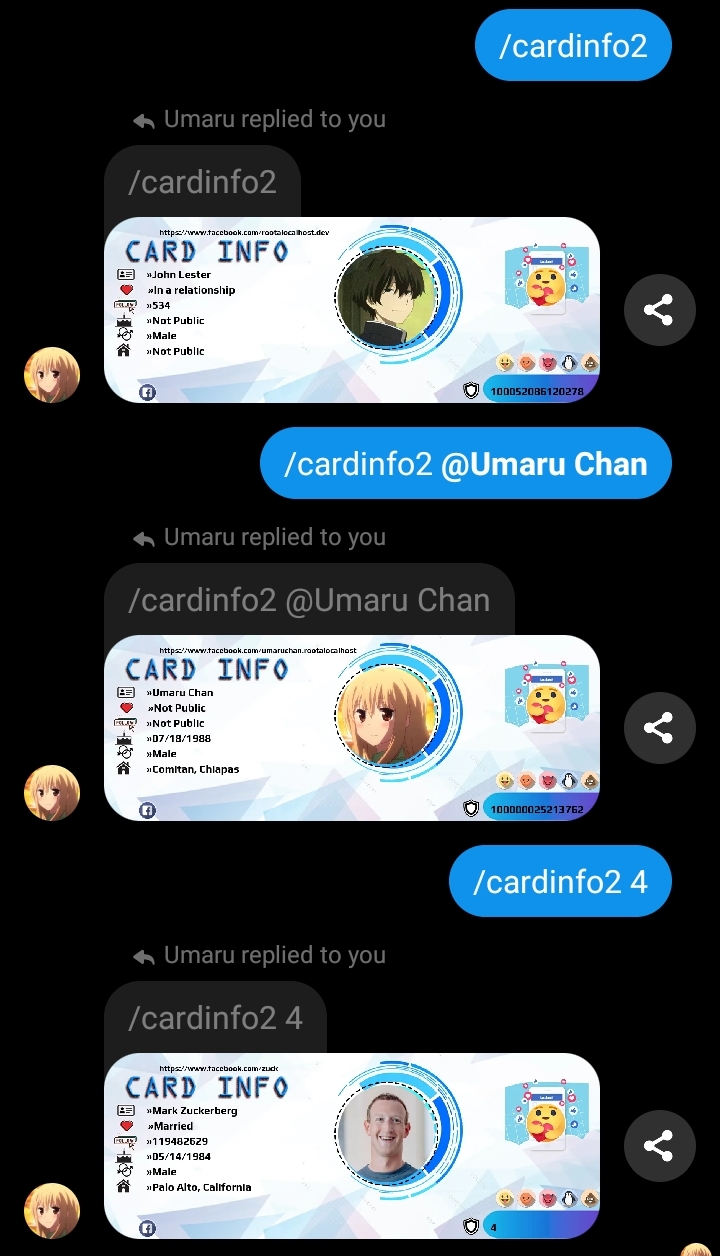 /cardinfo2
Umaru replied to you
/cardinfo2
https://www.facebook.com/rootalocalhost.dev
CARD INFO
»John Lester
»In a relationship
FOLLOW
»534
»Not Public
»Male
»Not Public
100052086120278
/cardinfo2 @Umaru Chan
Umaru replied to you
/cardinfo2 @Umaru Chan
https://www.facebook.com/umaruchan.rootalocalhost
CARD INFO
»Umaru Chan
»Not Public
FOLLOW
»Not Public
»07/18/1988
»Male
»Comitan, Chiapas
100000025213762
/cardinfo2 4
Umaru replied to you
/cardinfo2 4
https://www.facebook.com/zuck
CARD INFO
»Mark Zuckerberg
»Married
FOLLOW
»119482629
»05/14/1984
»Male
»Palo Alto, California
4